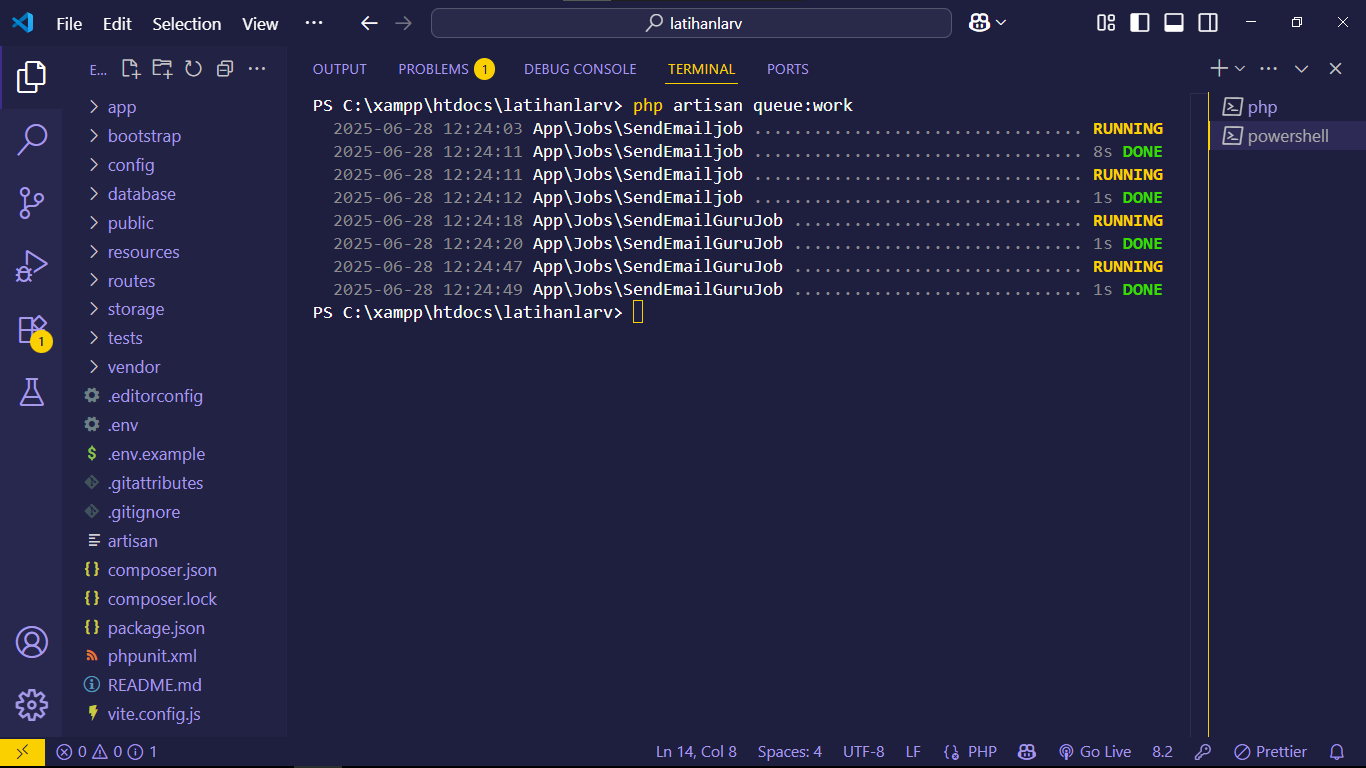 File Edit Selection View ··· latihanlarv
E... ···
app
bootstrap
config
database
public
resources
routes
storage
tests
vendor
.editorconfig
.env
$ .env.example
.gitattributes
.gitignore
artisan
{} composer.json
{} composer.lock
{} package.json
phpunit.xml
README.md
vite.config.js
1
OUTPUT PROBLEMS 1 DEBUG CONSOLE TERMINAL PORTS
PS C:\xampp\htdocs\latihanlarv> php artisan queue:work
2025-06-28 12:24:03 App\Jobs\SendEmailjob ................................. RUNNING
2025-06-28 12:24:11 App\Jobs\SendEmailjob ................................. 8s DONE
2025-06-28 12:24:11 App\Jobs\SendEmailjob ................................. RUNNING
2025-06-28 12:24:12 App\Jobs\SendEmailjob ................................. 1s DONE
2025-06-28 12:24:18 App\Jobs\SendEmailGuruJob ............................. RUNNING
2025-06-28 12:24:20 App\Jobs\SendEmailGuruJob ............................. 1s DONE
2025-06-28 12:24:47 App\Jobs\SendEmailGuruJob ............................. RUNNING
2025-06-28 12:24:49 App\Jobs\SendEmailGuruJob ............................. 1s DONE
PS C:\xampp\htdocs\latihanlarv>
php
powershell
0 0 1 Ln 14, Col 8 Spaces: 4 UTF-8 LF PHP Go Live 8.2 Prettier